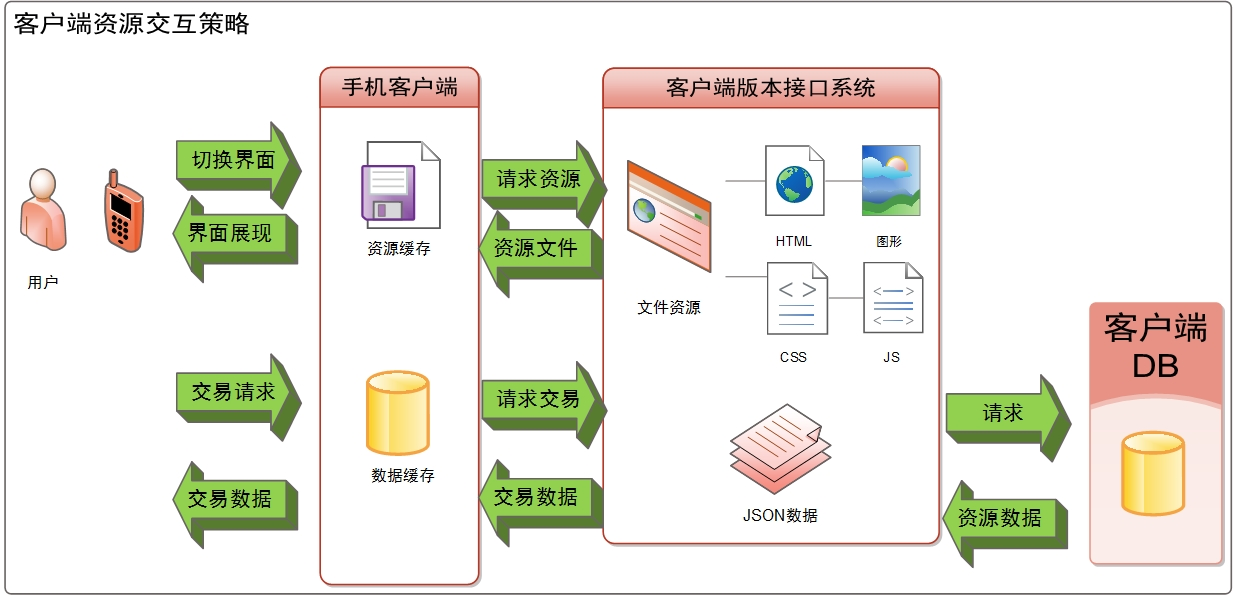 客户端资源交互策略
手机客户端
客户端版本接口系统
切换界面
请求资源
界面展现
资源文件
资源缓存
HTML
图形
用户
文件资源
CSS
JS
客户端
DB
交易请求
请求交易
请求
数据缓存
交易数据
交易数据
JSON数据
资源数据